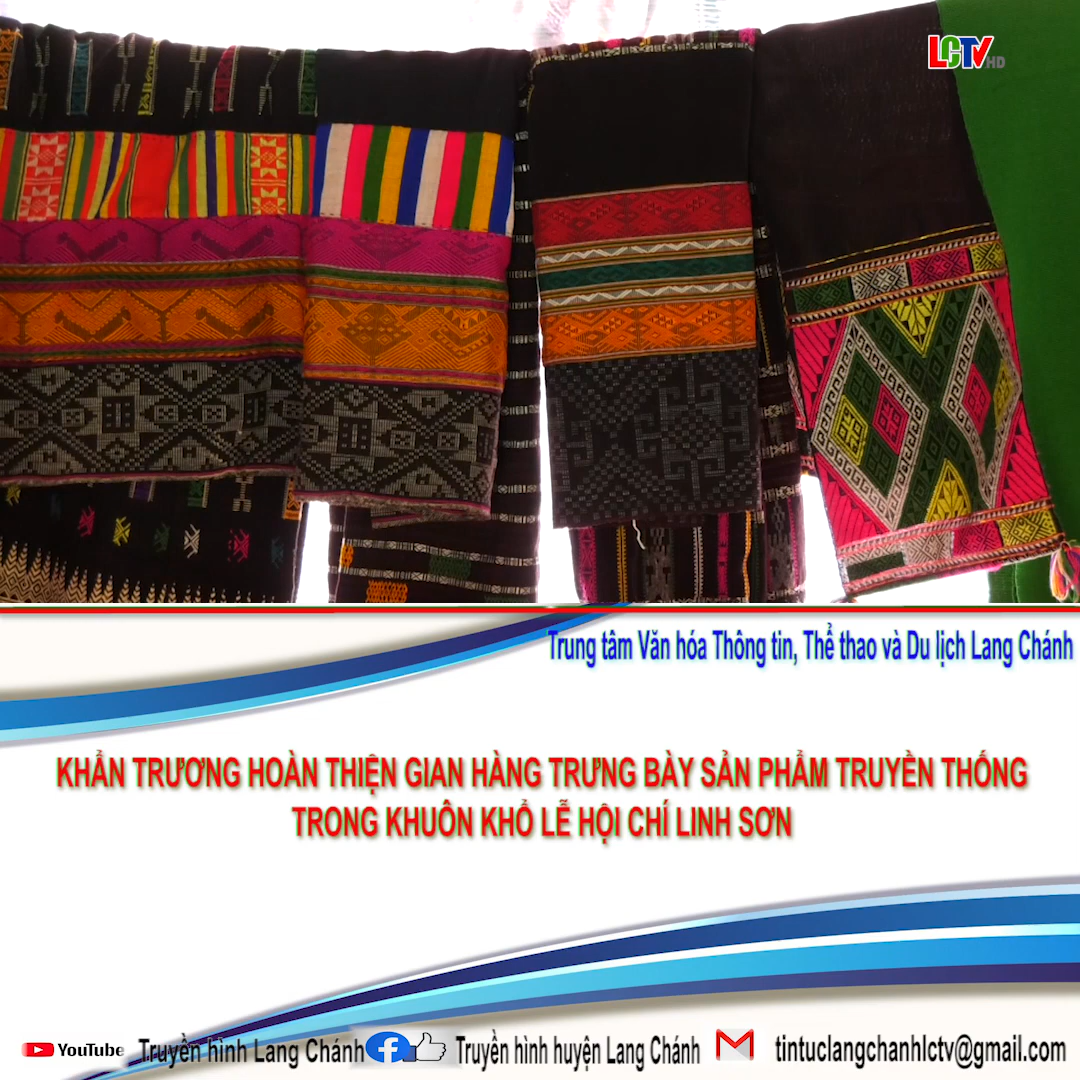 LCTV HD
Trung tâm Văn hóa Thông tin, Thể thao và Du lịch Lang Chánh
KHẨN TRƯƠNG HOÀN THIỆN GIAN HÀNG TRƯNG BÀY SẢN PHẨM TRUYỀN THỐNG
TRONG KHUÔN KHỔ LỄ HỘI CHÍ LINH SƠN
YouTube Truyền hình Lang Chánh Truyền hình huyện Lang Chánh tintuclangchanhlctv@gmail.com